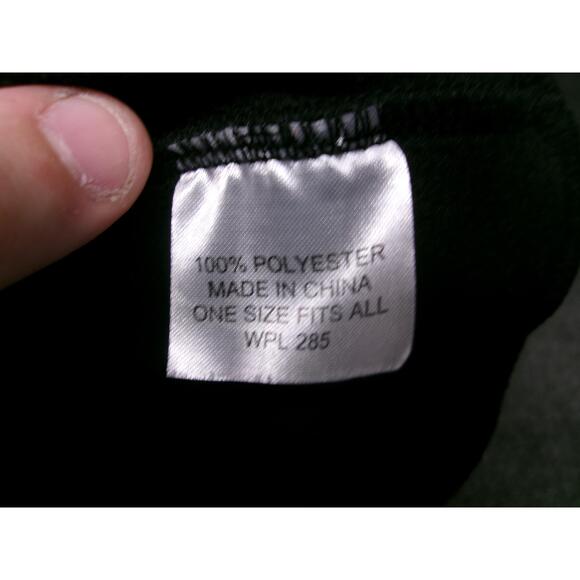 100% POLYESTER
MADE IN CHINA
ONE SIZE FITS ALL
WPL 285